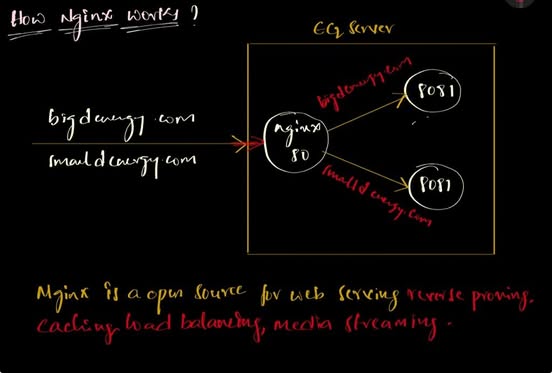 How Nginx works?
EC2 Server
bigdenergy.com
smalldenergy.com
nginx
80
bigdenergy.com
8081
smalldenergy.com
8081
Nginx is a open source for web serving reverse proxing,
caching, load balancing, media streaming.